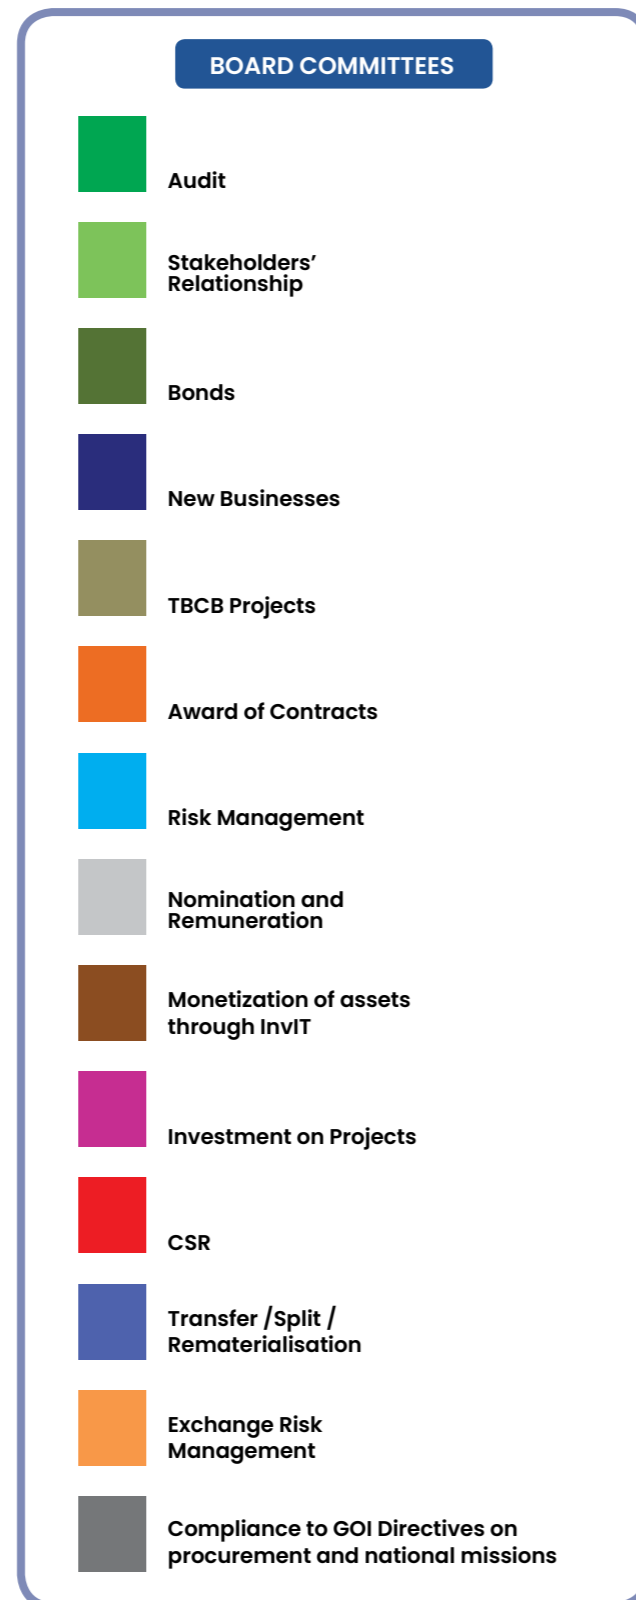 BOARD COMMITTEES
Audit
Stakeholders’
Relationship
Bonds
New Businesses
TBCB Projects
Award of Contracts
Risk Management
Nomination and
Remuneration
Monetization of assets
through InvIT
Investment on Projects
CSR
Transfer /Split /
Rematerialisation
Exchange Risk
Management
Compliance to GOI Directives on
procurement and national missions